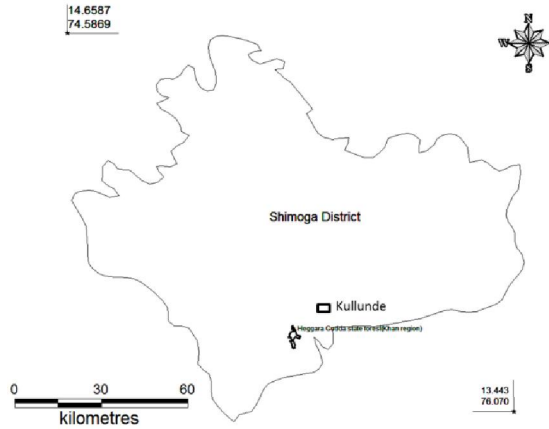 14.6587
74.5869
N
W
S
Shimoga District
Kullunde
Heggara Gudda state forest(Khan region)
0 30 60
kilometres
13.443
76.070